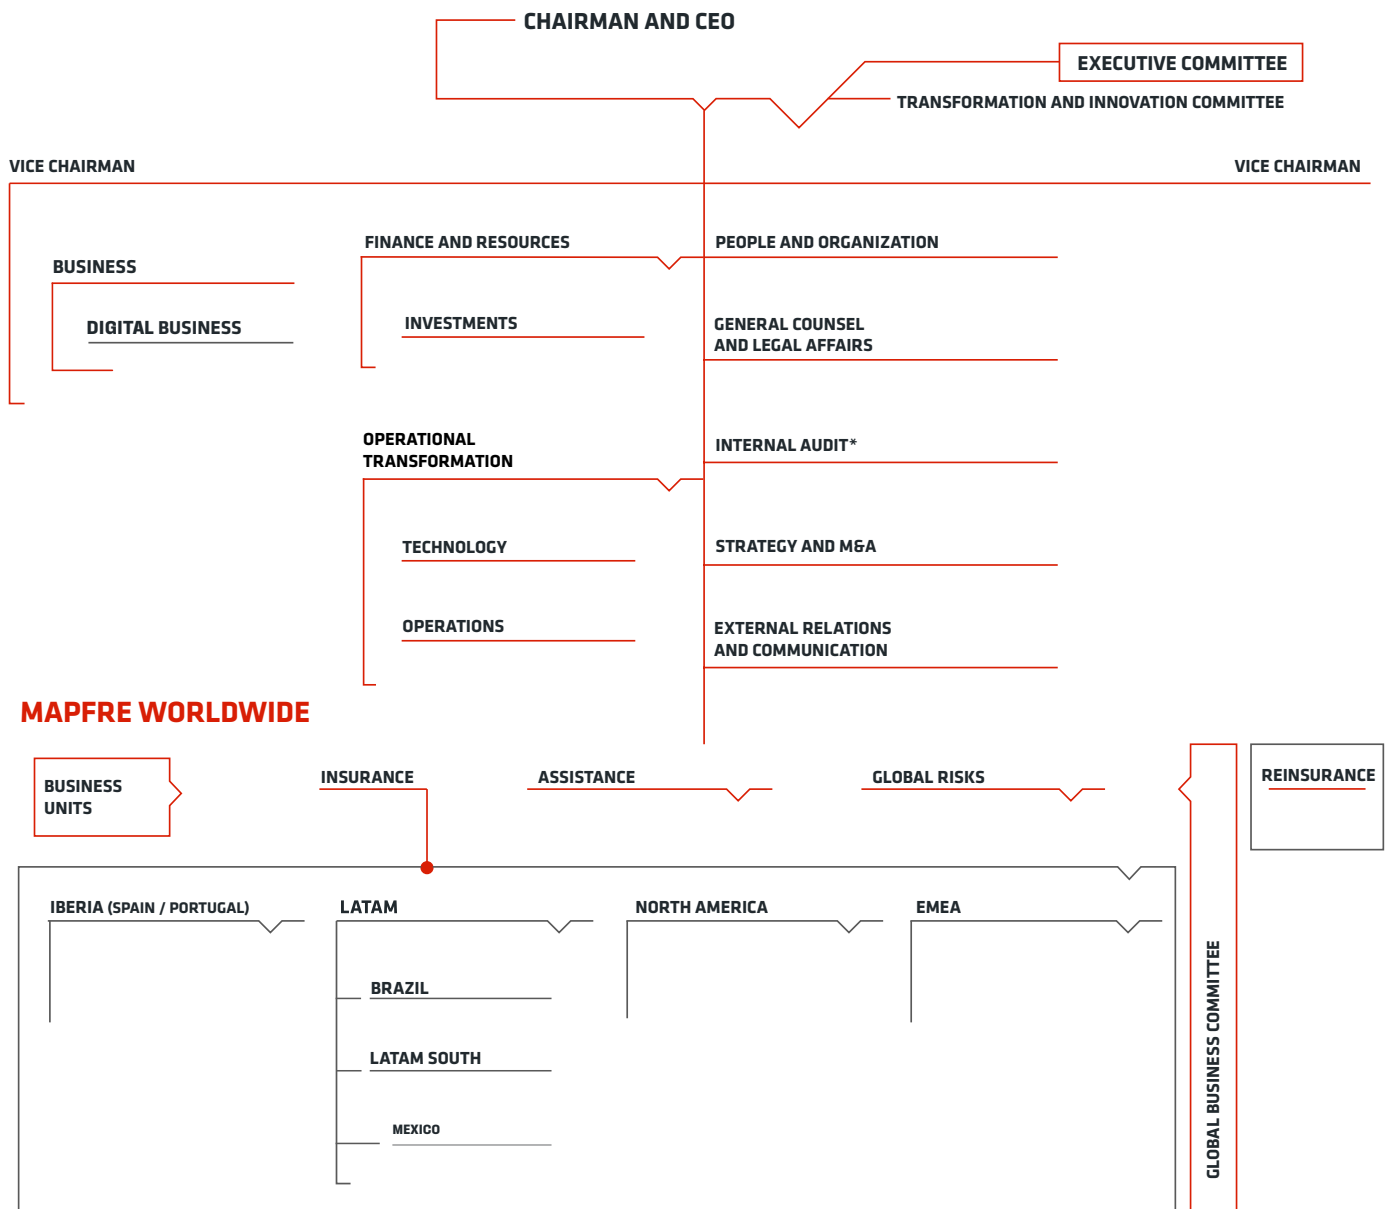 CHAIRMAN AND CEO
EXECUTIVE COMMITTEE
TRANSFORMATION AND INNOVATION COMMITTEE
VICE CHAIRMAN
VICE CHAIRMAN
BUSINESS
DIGITAL BUSINESS
FINANCE AND RESOURCES
INVESTMENTS
PEOPLE AND ORGANIZATION
GENERAL COUNSEL
AND LEGAL AFFAIRS
OPERATIONAL
TRANSFORMATION
TECHNOLOGY
OPERATIONS
INTERNAL AUDIT*
STRATEGY AND M&A
EXTERNAL RELATIONS
AND COMMUNICATION
MAPFRE WORLDWIDE
BUSINESS
UNITS
INSURANCE
ASSISTANCE
GLOBAL RISKS
REINSURANCE
IBERIA (SPAIN / PORTUGAL)
LATAM
BRAZIL
LATAM SOUTH
MEXICO
NORTH AMERICA
EMEA
GLOBAL BUSINESS COMMITTEE